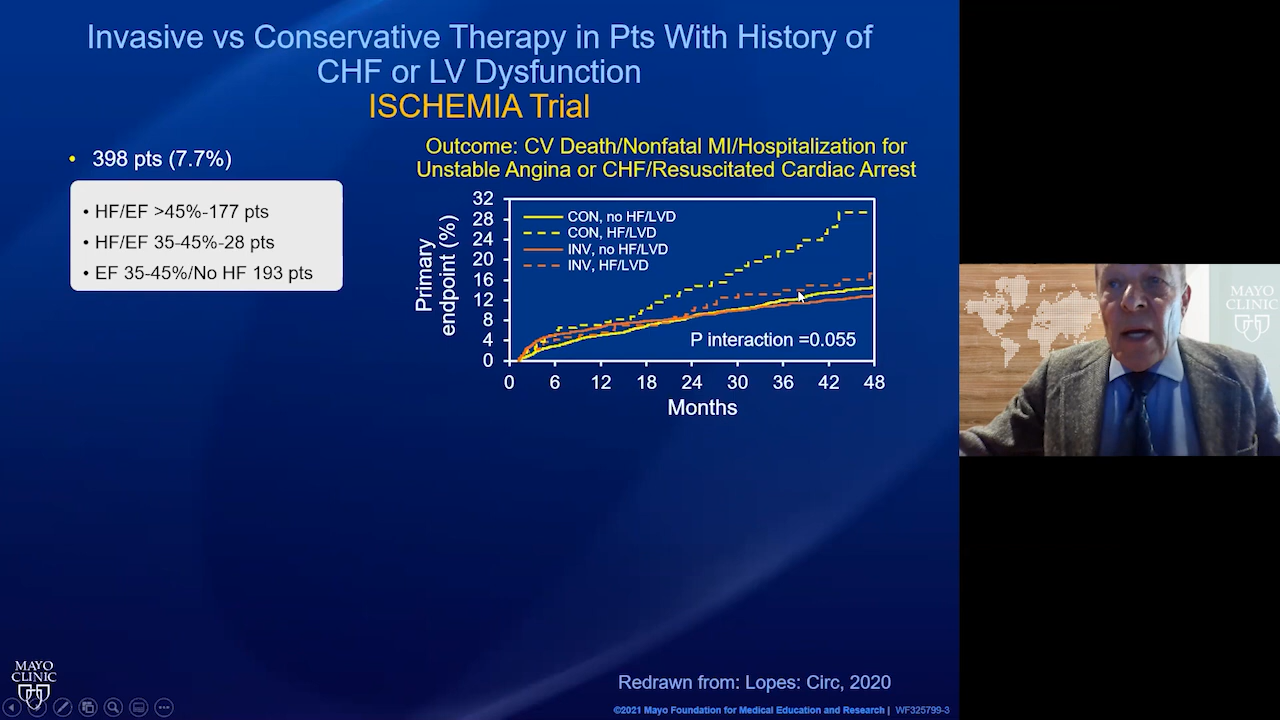 Invasive vs Conservative Therapy in Pts With History of
CHF or LV Dysfunction
ISCHEMIA Trial
• 398 pts (7.7%)
• HF/EF >45%-177 pts
• HF/EF 35-45%-28 pts
• EF 35-45%/No HF 193 pts
Outcome: CV Death/Nonfatal MI/Hospitalization for
Unstable Angina or CHF/Resuscitated Cardiac Arrest
Primary
endpoint (%)
32
28
24
20
16
12
8
4
0
CON, no HF/LVD
CON, HF/LVD
INV, no HF/LVD
INV, HF/LVD
P interaction =0.055
0 6 12 18 24 30 36 42 48
Months
MAYO
CLINIC
Redrawn from: Lopes: Circ, 2020
©2021 Mayo Foundation for Medical Education and Research | WF325799-3
MAYO
CLINIC